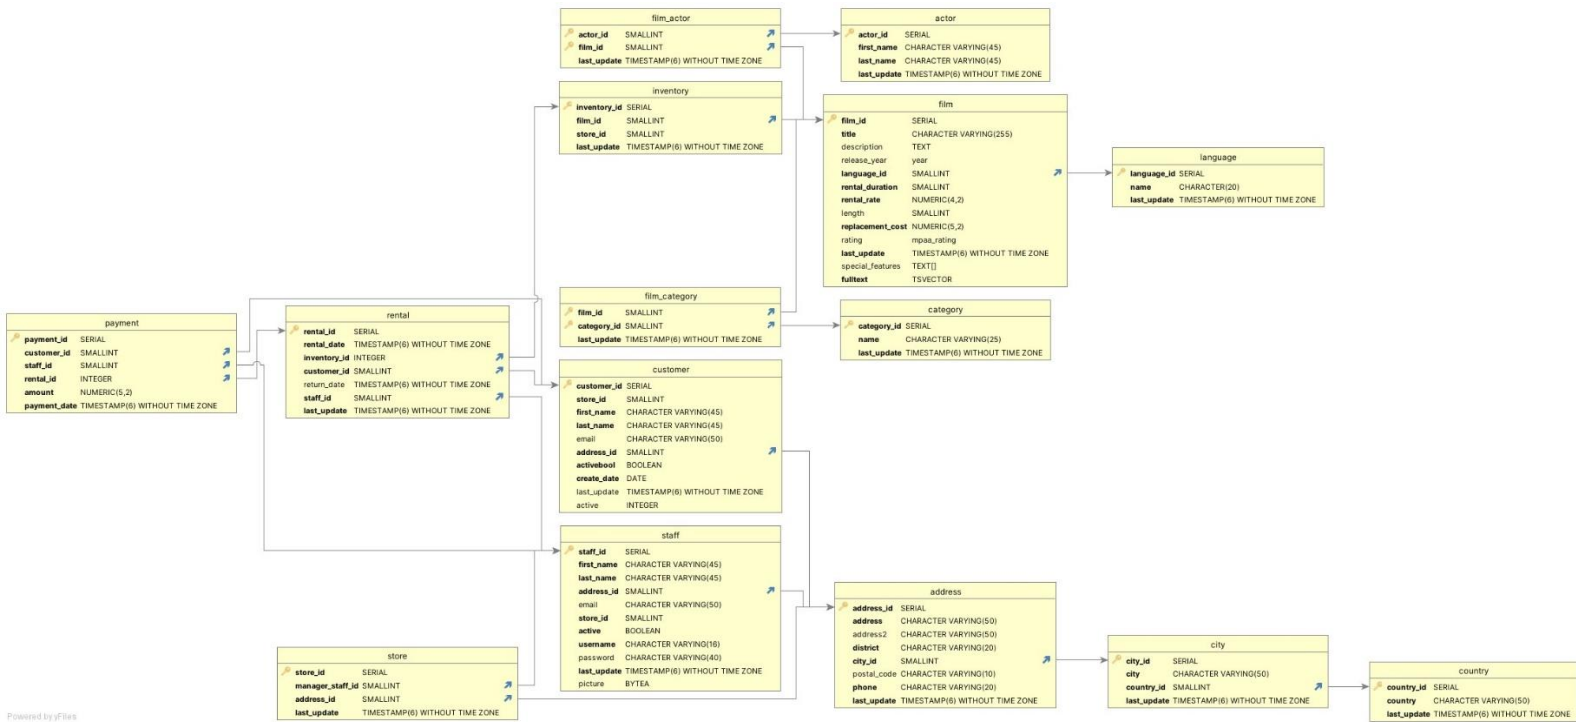 film_actor
actor_id SMALLINT
film_id SMALLINT
last_update TIMESTAMP(6) WITHOUT TIME ZONE
actor
actor_id SERIAL
first_name CHARACTER VARYING(45)
last_name CHARACTER VARYING(45)
last_update TIMESTAMP(6) WITHOUT TIME ZONE
inventory
inventory_id SERIAL
film_id SMALLINT
store_id SMALLINT
last_update TIMESTAMP(6) WITHOUT TIME ZONE
film
film_id SERIAL
title CHARACTER VARYING(255)
description TEXT
release_year year
language_id SMALLINT
rental_duration SMALLINT
rental_rate NUMERIC(4,2)
length SMALLINT
replacement_cost NUMERIC(5,2)
rating mpaa_rating
last_update TIMESTAMP(6) WITHOUT TIME ZONE
special_features TEXT[]
fulltext TSVECTOR
language
language_id SERIAL
name CHARACTER(20)
last_update TIMESTAMP(6) WITHOUT TIME ZONE
film_category
film_id SMALLINT
category_id SMALLINT
last_update TIMESTAMP(6) WITHOUT TIME ZONE
category
category_id SERIAL
name CHARACTER VARYING(25)
last_update TIMESTAMP(6) WITHOUT TIME ZONE
payment
payment_id SERIAL
customer_id SMALLINT
staff_id SMALLINT
rental_id INTEGER
amount NUMERIC(5,2)
payment_date TIMESTAMP(6) WITHOUT TIME ZONE
rental
rental_id SERIAL
rental_date TIMESTAMP(6) WITHOUT TIME ZONE
inventory_id INTEGER
customer_id SMALLINT
return_date TIMESTAMP(6) WITHOUT TIME ZONE
staff_id SMALLINT
last_update TIMESTAMP(6) WITHOUT TIME ZONE
customer
customer_id SERIAL
store_id SMALLINT
first_name CHARACTER VARYING(45)
last_name CHARACTER VARYING(45)
email CHARACTER VARYING(50)
address_id SMALLINT
activebool BOOLEAN
create_date DATE
last_update TIMESTAMP(6) WITHOUT TIME ZONE
active INTEGER
staff
staff_id SERIAL
first_name CHARACTER VARYING(45)
last_name CHARACTER VARYING(45)
address_id SMALLINT
email CHARACTER VARYING(50)
store_id SMALLINT
active BOOLEAN
username CHARACTER VARYING(16)
password CHARACTER VARYING(40)
last_update TIMESTAMP(6) WITHOUT TIME ZONE
picture BYTEA
store
store_id SERIAL
manager_staff_id SMALLINT
address_id SMALLINT
last_update TIMESTAMP(6) WITHOUT TIME ZONE
address
address_id SERIAL
address CHARACTER VARYING(50)
address2 CHARACTER VARYING(50)
district CHARACTER VARYING(20)
city_id SMALLINT
postal_code CHARACTER VARYING(10)
phone CHARACTER VARYING(20)
last_update TIMESTAMP(6) WITHOUT TIME ZONE
city
city_id SERIAL
city CHARACTER VARYING(50)
country_id SMALLINT
last_update TIMESTAMP(6) WITHOUT TIME ZONE
country
country_id SERIAL
country CHARACTER VARYING(50)
last_update TIMESTAMP(6) WITHOUT TIME ZONE
Powered by yFiles